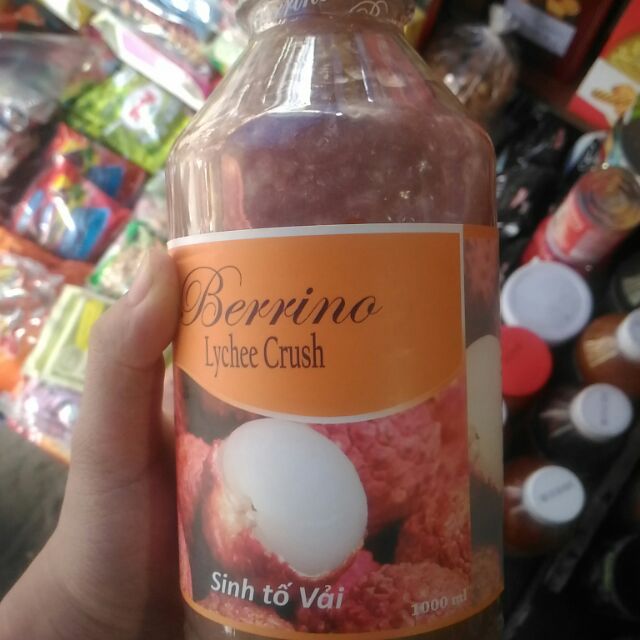 Berrino
Lychee Crush
Sinh tố Vải
1000 ml